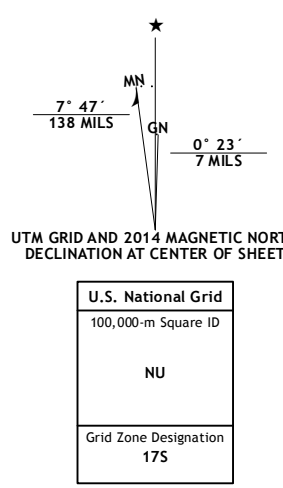 ★
MN
7° 47´
138 MILS
GN
0° 23´
7 MILS
UTM GRID AND 2014 MAGNETIC NORT
DECLINATION AT CENTER OF SHEET
U.S. National Grid
100,000-m Square ID
NU
Grid Zone Designation
17S